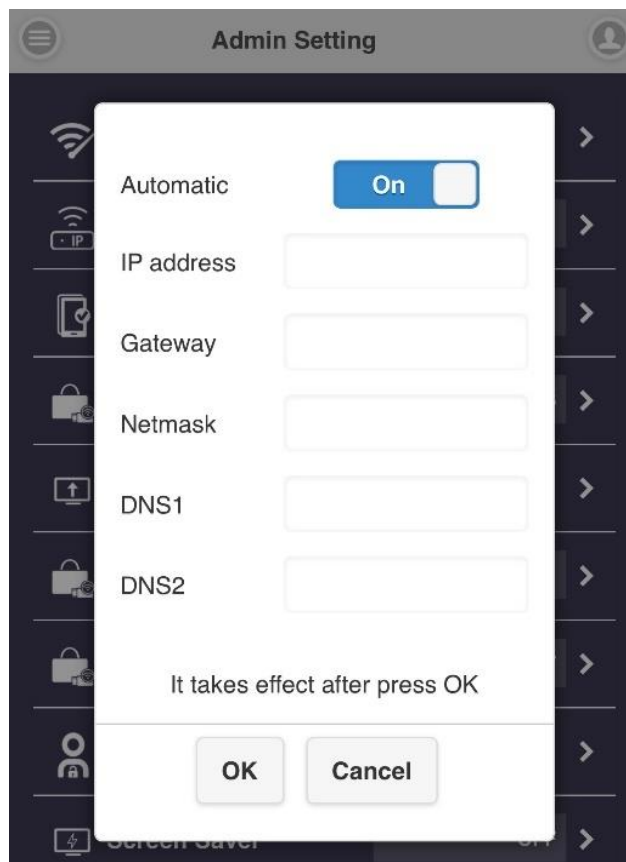 Admin Setting
Automatic On
IP address
· IP
Gateway
Netmask
DNS1
DNS2
It takes effect after press OK
OK Cancel
Screen Saver OFF